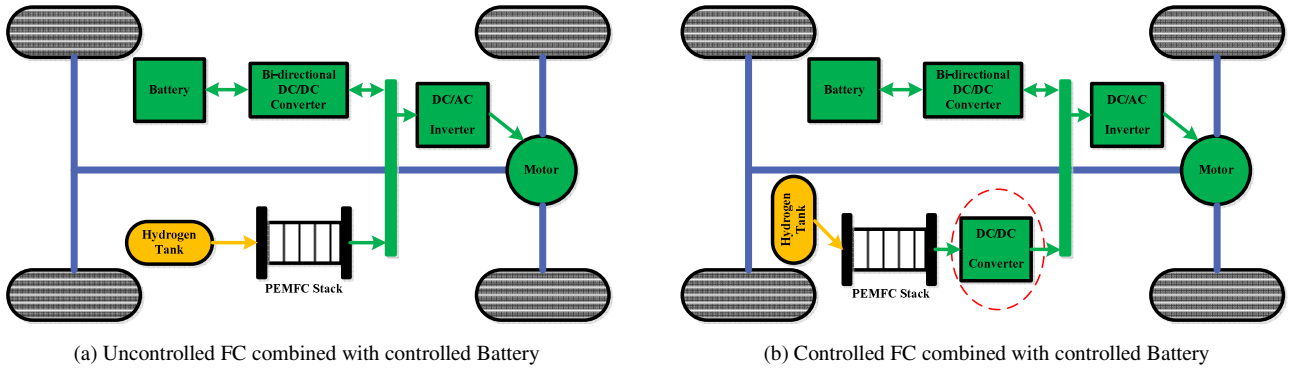 Battery
Bi-directional
DC/DC
Converter
DC/AC
Inverter
Motor
Hydrogen
Tank
PEMFC Stack
(a) Uncontrolled FC combined with controlled Battery
Battery
Bi-directional
DC/DC
Converter
DC/AC
Inverter
Motor
Hydrogen
Tank
DC/DC
Converter
PEMFC Stack
(b) Controlled FC combined with controlled Battery